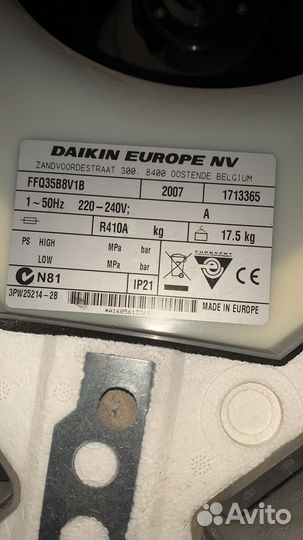 DAIKIN EUROPE NV
ZANDVOORDESTRAAT 300, 8400 OOSTENDE BELGIUM
FFQ35B8V1B 2007 1713365
1~50Hz 220-240V; A
R410A kg 17.5 kg
PS HIGH MPa bar
LOW MPa bar
EUROVENT
N81 IP21 CE
3PW25214-2B MADE IN EUROPE
Avito